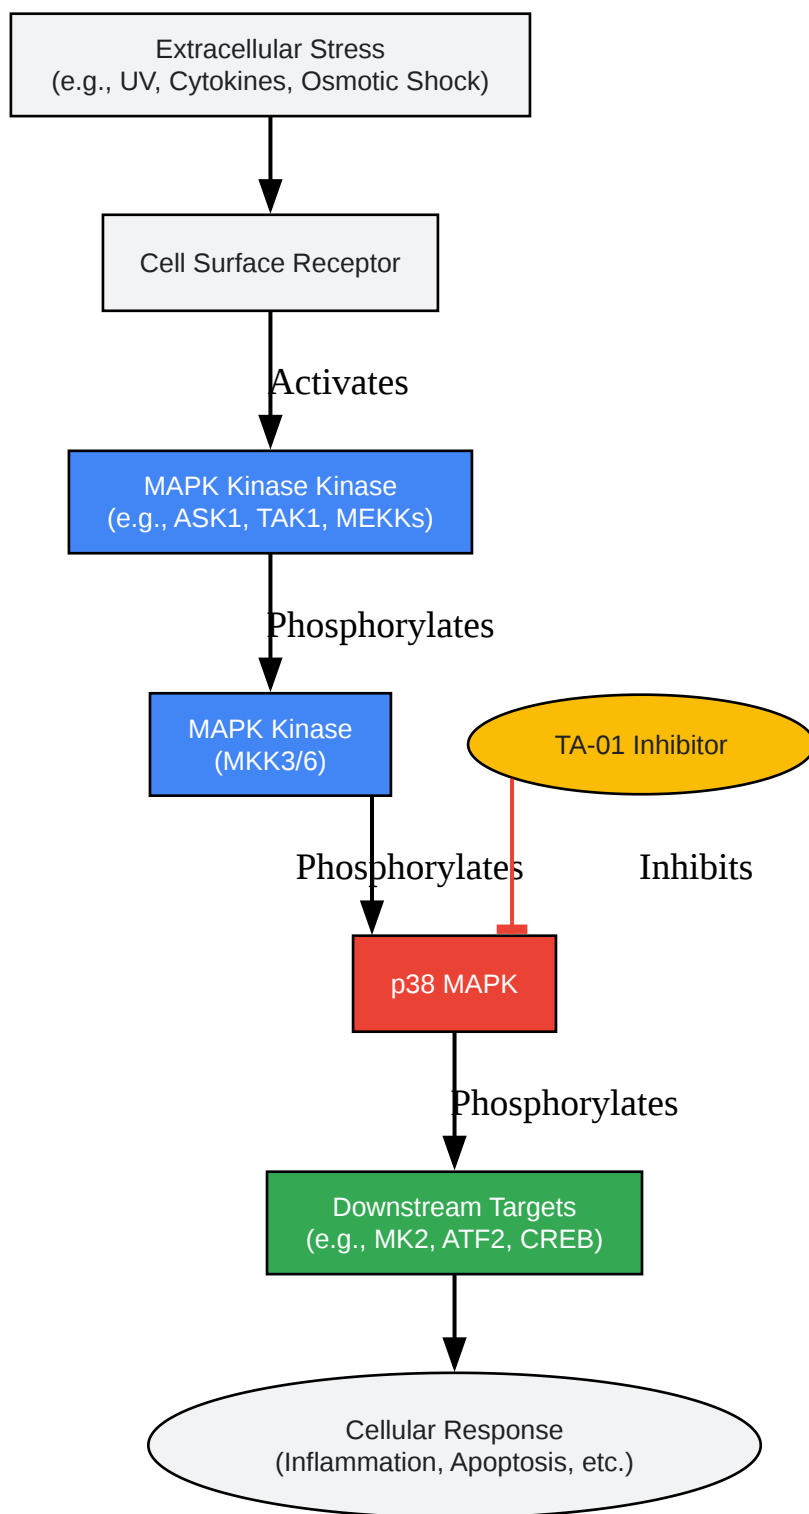 Extracellular Stress
(e.g., UV, Cytokines, Osmotic Shock)
Cell Surface Receptor
Activates
MAPK Kinase Kinase
(e.g., ASK1, TAK1, MEKKs)
Phosphorylates
MAPK Kinase
(MKK3/6)
TA-01 Inhibitor
Phosphorylates
Inhibits
p38 MAPK
Phosphorylates
Downstream Targets
(e.g., MK2, ATF2, CREB)
Cellular Response
(Inflammation, Apoptosis, etc.)